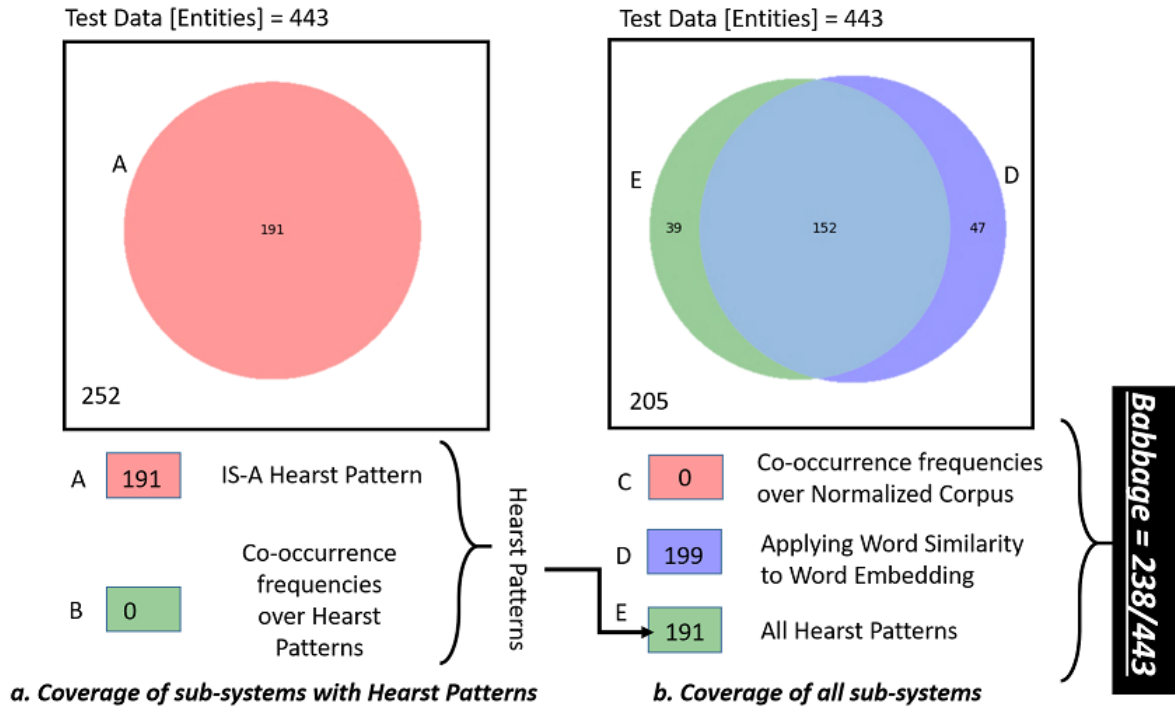 Test Data [Entities] = 443
A
191
252
A
191
IS-A Hearst Pattern
B
0
Co-occurrence
frequencies
over Hearst
Patterns
Hearst Patterns
a. Coverage of sub-systems with Hearst Patterns
Test Data [Entities] = 443
E
D
39
152
47
205
C
0
Co-occurrence frequencies
over Normalized Corpus
D
199
Applying Word Similarity
to Word Embedding
E
191
All Hearst Patterns
b. Coverage of all sub-systems
Babbage = 238/443